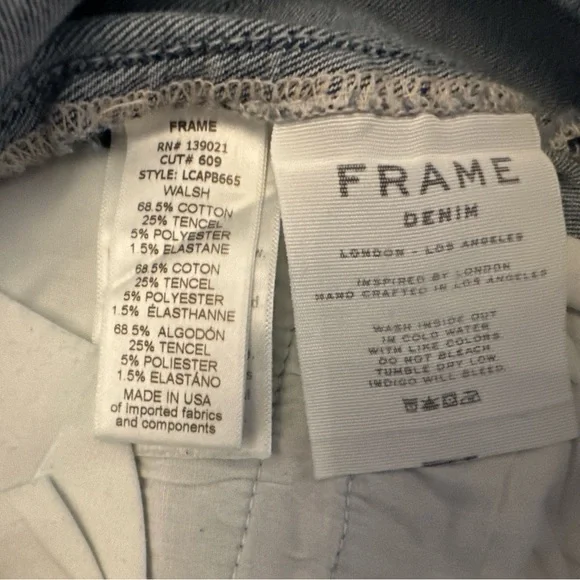 FRAME
RN# 139021
CUT# 609
STYLE: LCAPB665
WALSH
68.5% COTTON
25% TENCEL
5% POLYESTER
1.5% ELASTANE
68.5% COTON
25% TENCEL
5% POLYESTER
1.5% ÉLASTHANNE
68.5% ALGODÓN
25% TENCEL
5% POLIESTER
1.5% ELASTÁNO
MADE IN USA
of imported fabrics
and components
FRAME
DENIM
LONDON - LOS ANGELES
INSPIRED BY LONDON
HAND CRAFTED IN LOS ANGELES
WASH INSIDE OUT
IN COLD WATER
WITH LIKE COLORS
DO NOT BLEACH
TUMBLE DRY LOW
INDIGO WILL BLEED.